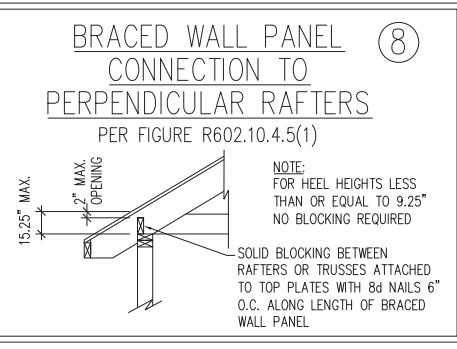 BRACED WALL PANEL
CONNECTION TO
PERPENDICULAR RAFTERS
8
PER FIGURE R602.10.4.5(1)
15.25" MAX.
2" MAX.
OPENING
NOTE:
FOR HEEL HEIGHTS LESS
THAN OR EQUAL TO 9.25"
NO BLOCKING REQUIRED
SOLID BLOCKING BETWEEN
RAFTERS OR TRUSSES ATTACHED
TO TOP PLATES WITH 8d NAILS 6"
O.C. ALONG LENGTH OF BRACED
WALL PANEL